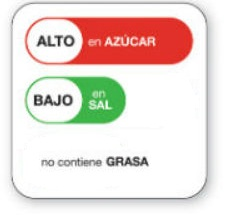 ALTO en AZÚCAR
BAJO en SAL
no contiene GRASA